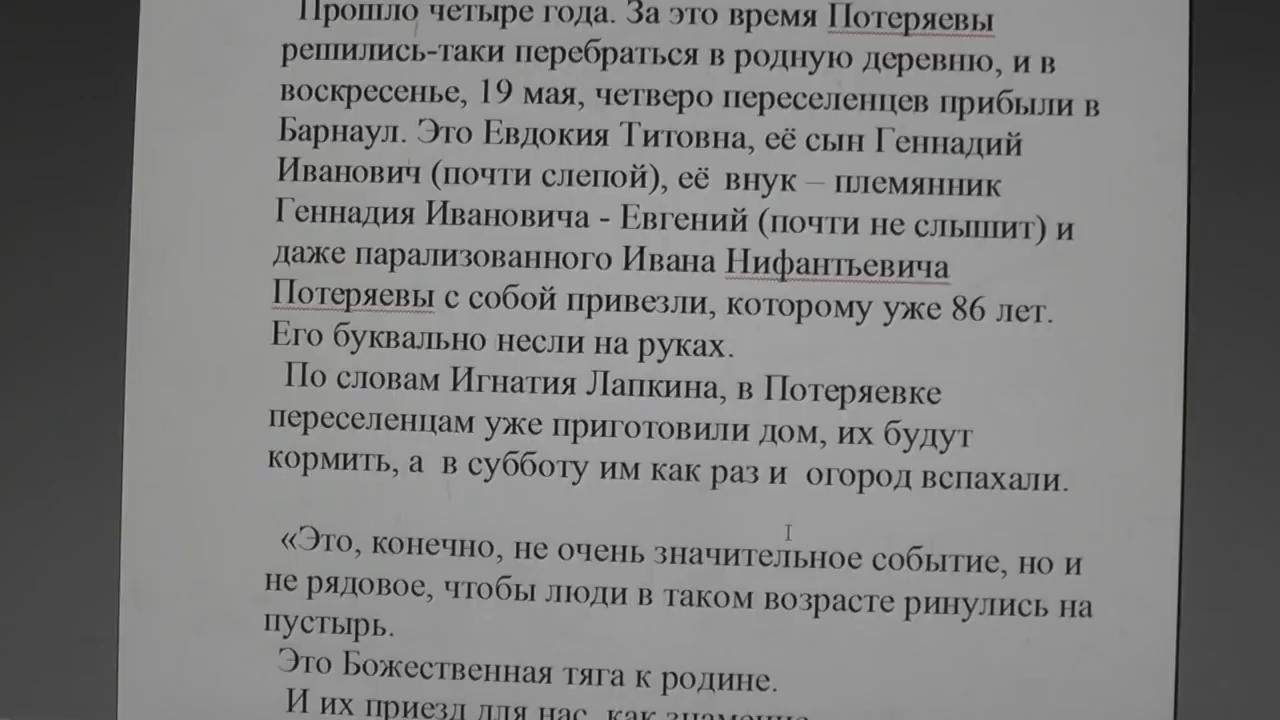 Прошло четыре года. За это время Потеряевы
решились-таки перебраться в родную деревню, и в
воскресенье, 19 мая, четверо переселенцев прибыли в
Барнаул. Это Евдокия Титовна, её сын Геннадий
Иванович (почти слепой), её внук – племянник
Геннадия Ивановича - Евгений (почти не слышит) и
даже парализованного Ивана Нифантьевича
Потеряевы с собой привезли, которому уже 86 лет.
Его буквально несли на руках.
По словам Игнатия Лапкина, в Потеряевке
переселенцам уже приготовили дом, их будут
кормить, а в субботу им как раз и огород вспахали.
«Это, конечно, не очень значительное событие, но и
не рядовое, чтобы люди в таком возрасте ринулись на
пустырь.
Это Божественная тяга к родине.
И их приезд для нас, как знамение